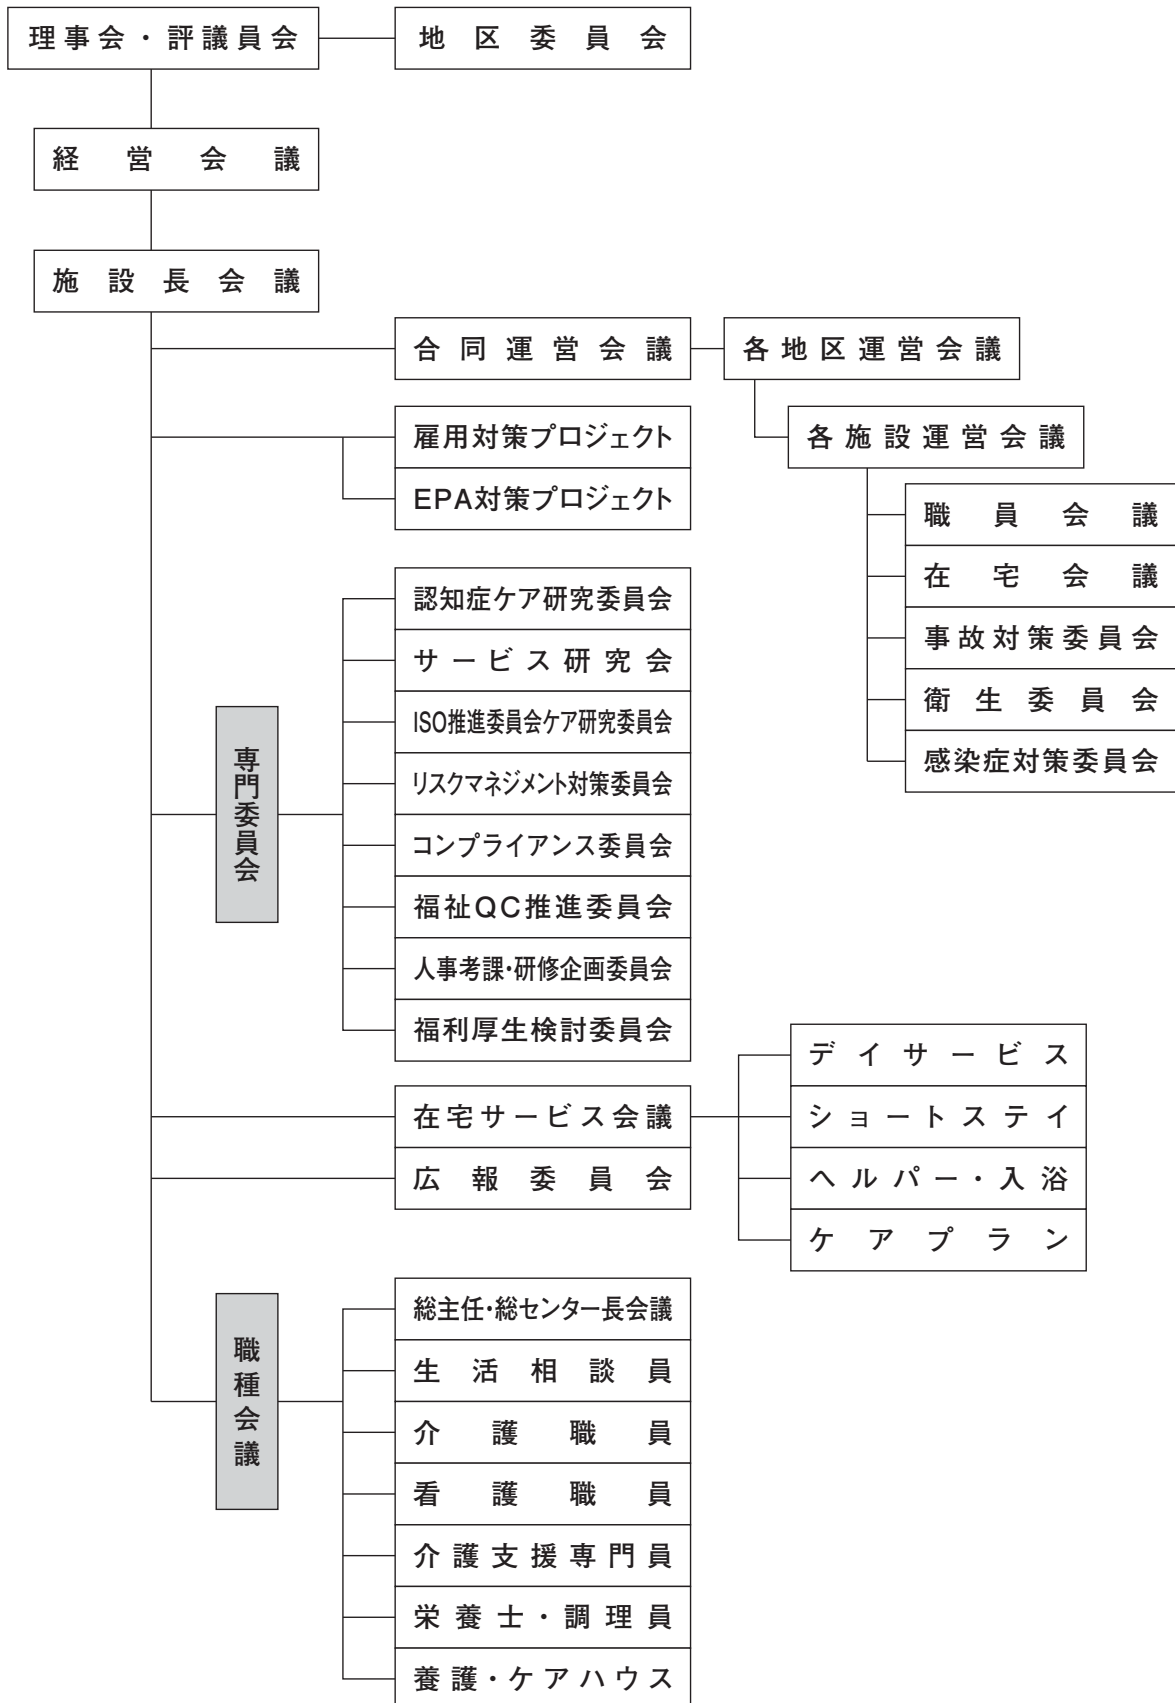 理事会・評議員会
地区委員会
経営会議
施設長会議
合同運営会議
各地区運営会議
各施設運営会議
職員会議
在宅会議
事故対策委員会
衛生委員会
感染症対策委員会
雇用対策プロジェクト
EPA対策プロジェクト
専門委員会
認知症ケア研究委員会
サービス研究会
ISO推進委員会ケア研究委員会
リスクマネジメント対策委員会
コンプライアンス委員会
福祉QC推進委員会
人事考課・研修企画委員会
福利厚生検討委員会
在宅サービス会議
デイサービス
ショートステイ
ヘルパー・入浴
ケアプラン
広報委員会
職種会議
総主任・総センター長会議
生活相談員
介護職員
看護職員
介護支援専門員
栄養士・調理員
養護・ケアハウス